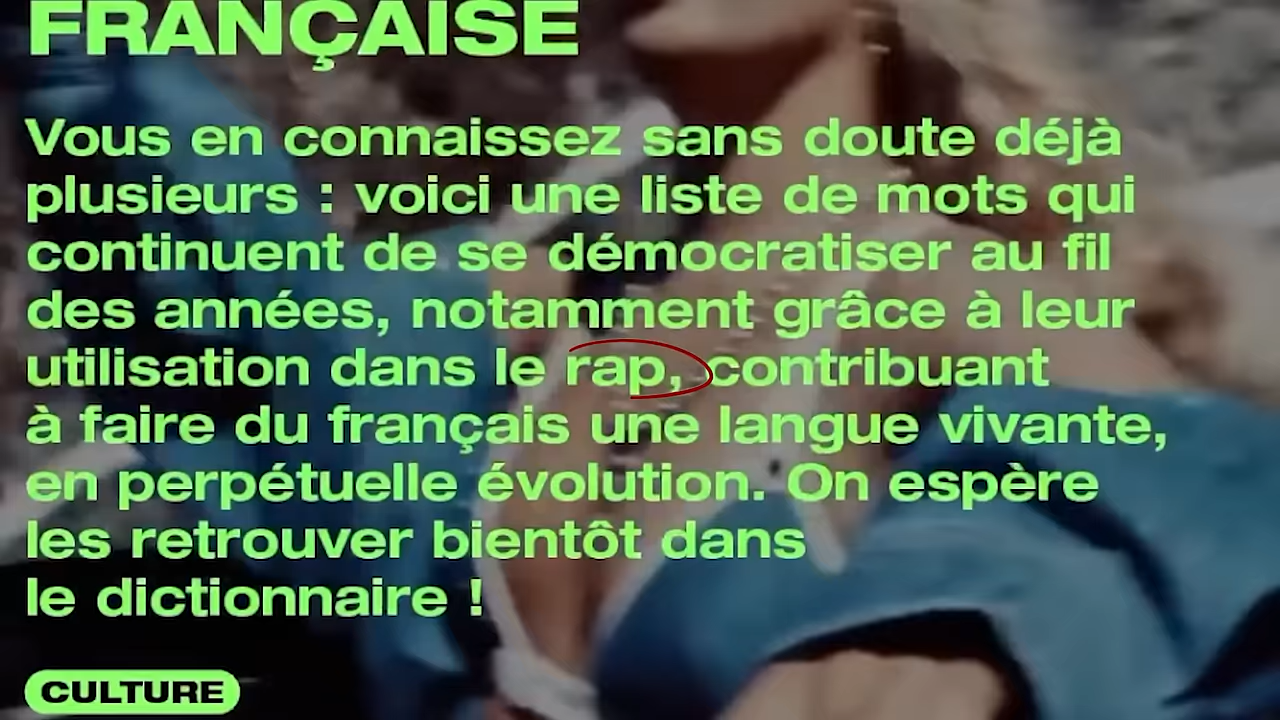 FRANÇAISE
Vous en connaissez sans doute déjà
plusieurs : voici une liste de mots qui
continuent de se démocratiser au fil
des années, notamment grâce à leur
utilisation dans le rap, contribuant
à faire du français une langue vivante,
en perpétuelle évolution. On espère
les retrouver bientôt dans
le dictionnaire !
CULTURE